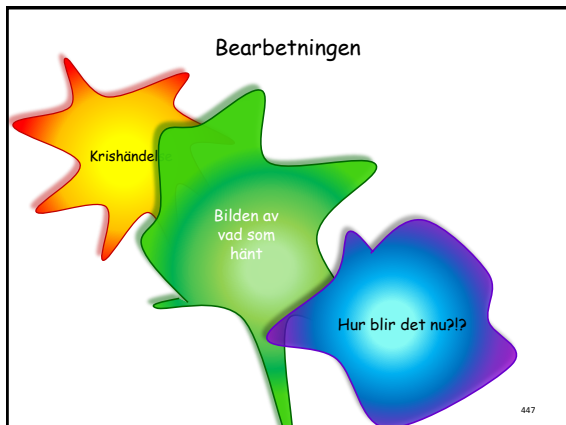 Bearbetningen
Krishändel
Bilden av
vad som
hänt
Hur blir det nu?!?
447